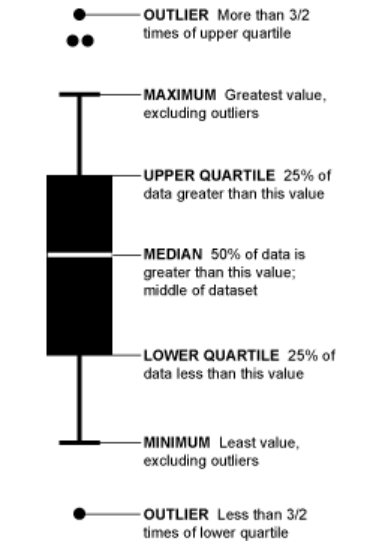 OUTLIER More than 3/2
times of upper quartile
MAXIMUM Greatest value,
excluding outliers
UPPER QUARTILE 25% of
data greater than this value
MEDIAN 50% of data is
greater than this value;
middle of dataset
LOWER QUARTILE 25% of
data less than this value
MINIMUM Least value,
excluding outliers
OUTLIER Less than 3/2
times of lower quartile